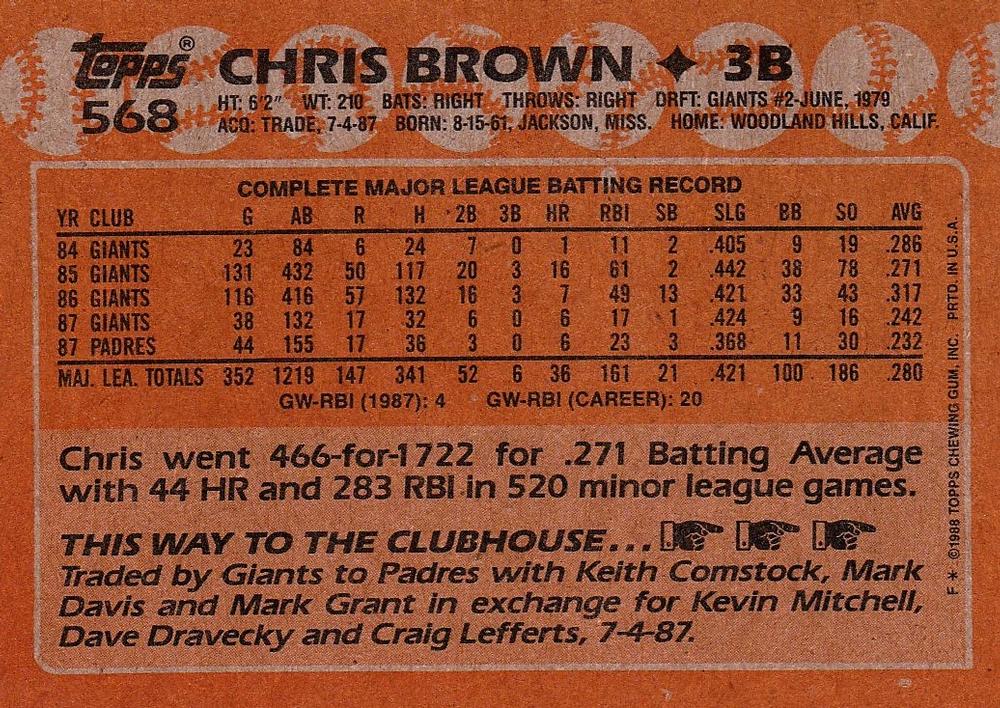 Topps® CHRIS BROWN ✦ 3B
568 HT: 6'2" WT: 210 BATS: RIGHT THROWS: RIGHT DRFT: GIANTS #2-JUNE, 1979
ACQ: TRADE, 7-4-87 BORN: 8-15-61, JACKSON, MISS. HOME: WOODLAND HILLS, CALIF.
COMPLETE MAJOR LEAGUE BATTING RECORD
YR CLUB G AB R H 2B 3B HR RBI SB SLG BB SO AVG
84 GIANTS 23 84 6 24 7 0 1 11 2 .405 9 19 .286
85 GIANTS 131 432 50 117 20 3 16 61 2 .442 38 78 .271
86 GIANTS 116 416 57 132 16 3 7 49 13 .421 33 43 .317
87 GIANTS 38 132 17 32 6 0 6 17 1 .424 9 16 .242
87 PADRES 44 155 17 36 3 0 6 23 3 .368 11 30 .232
MAJ. LEA. TOTALS 352 1219 147 341 52 6 36 161 21 .421 100 186 .280
GW-RBI (1987): 4 GW-RBI (CAREER): 20
Chris went 466-for-1722 for .271 Batting Average
with 44 HR and 283 RBI in 520 minor league games.
THIS WAY TO THE CLUBHOUSE...
Traded by Giants to Padres with Keith Comstock, Mark
Davis and Mark Grant in exchange for Kevin Mitchell,
Dave Dravecky and Craig Lefferts, 7-4-87.
F * ©1988 TOPPS CHEWING GUM, INC. PRTD. IN U.S.A.